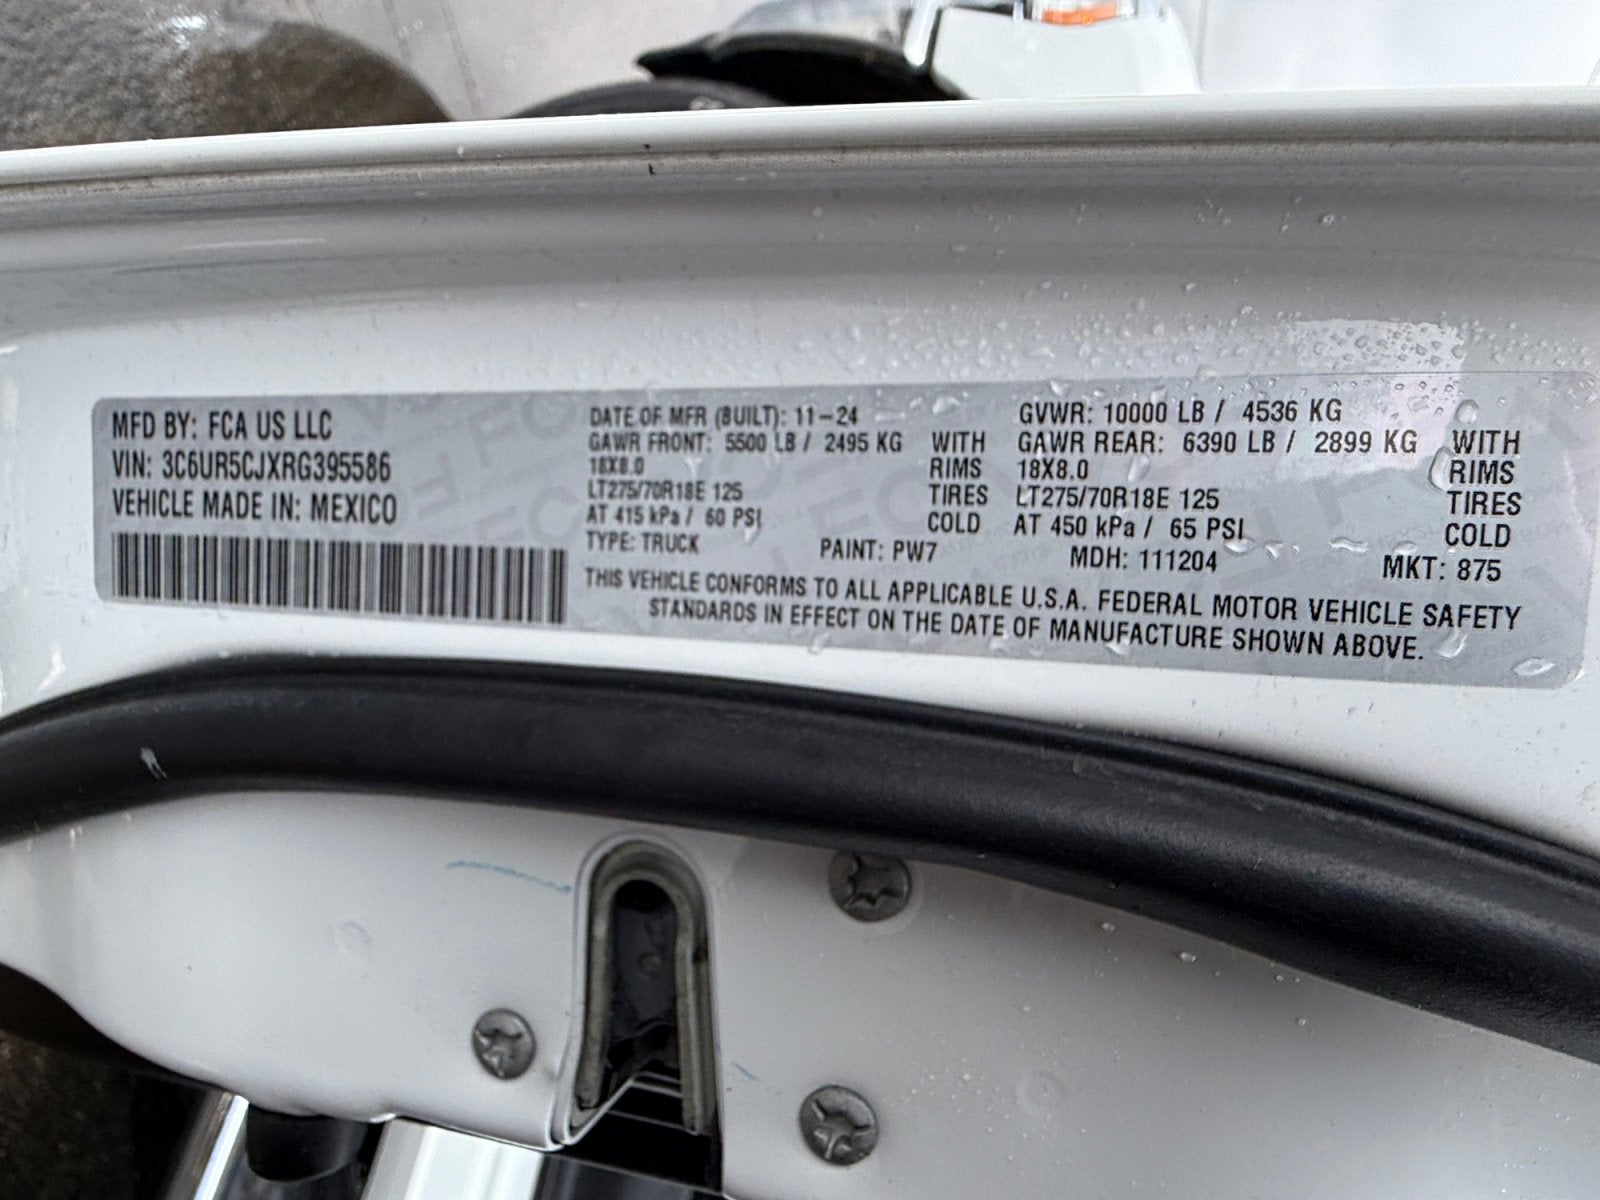 MFD BY: FCA US LLC
VIN: 3C6UR5CJXRG395586
VEHICLE MADE IN: MEXICO
DATE OF MFR (BUILT): 11-24 GVWR: 10000 LB / 4536 KG
GAWR FRONT: 5500 LB / 2495 KG WITH GAWR REAR: 6390 LB / 2899 KG WITH
18X8.0 RIMS 18X8.0 RIMS
LT275/70R18E 125 TIRES LT275/70R18E 125 TIRES
AT 415 kPa / 60 PSI COLD AT 450 kPa / 65 PSI COLD
TYPE: TRUCK PAINT: PW7 MDH: 111204 MKT: 875
THIS VEHICLE CONFORMS TO ALL APPLICABLE U.S.A. FEDERAL MOTOR VEHICLE SAFETY
STANDARDS IN EFFECT ON THE DATE OF MANUFACTURE SHOWN ABOVE.